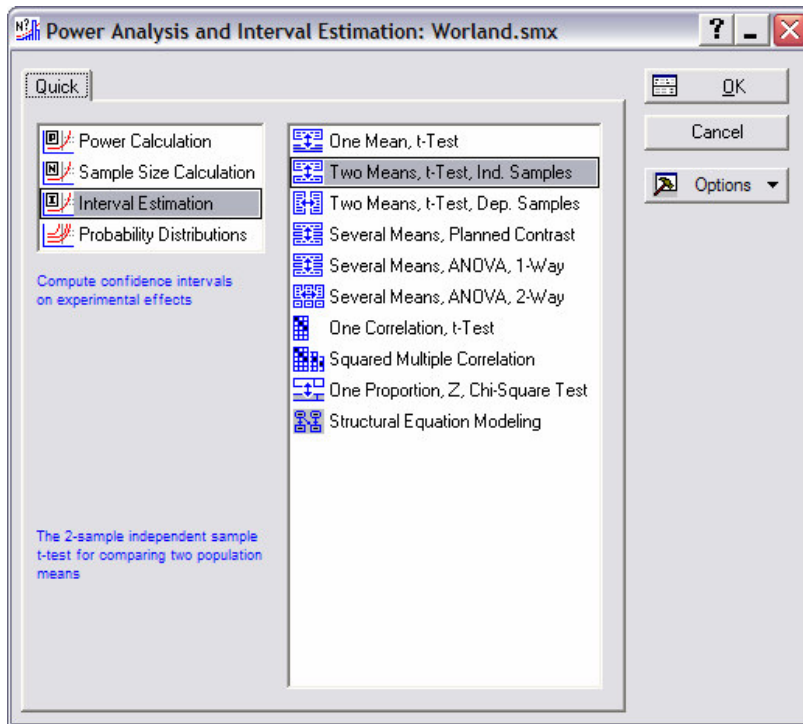 Power Analysis and Interval Estimation: Worland.smx
Quick
Power Calculation
Sample Size Calculation
Interval Estimation
Probability Distributions
Compute confidence intervals
on experimental effects
The 2-sample independent sample
t-test for comparing two population
means
One Mean, t-Test
Two Means, t-Test, Ind. Samples
Two Means, t-Test, Dep. Samples
Several Means, Planned Contrast
Several Means, ANOVA, 1-Way
Several Means, ANOVA, 2-Way
One Correlation, t-Test
Squared Multiple Correlation
One Proportion, Z, Chi-Square Test
Structural Equation Modeling
OK
Cancel
Options